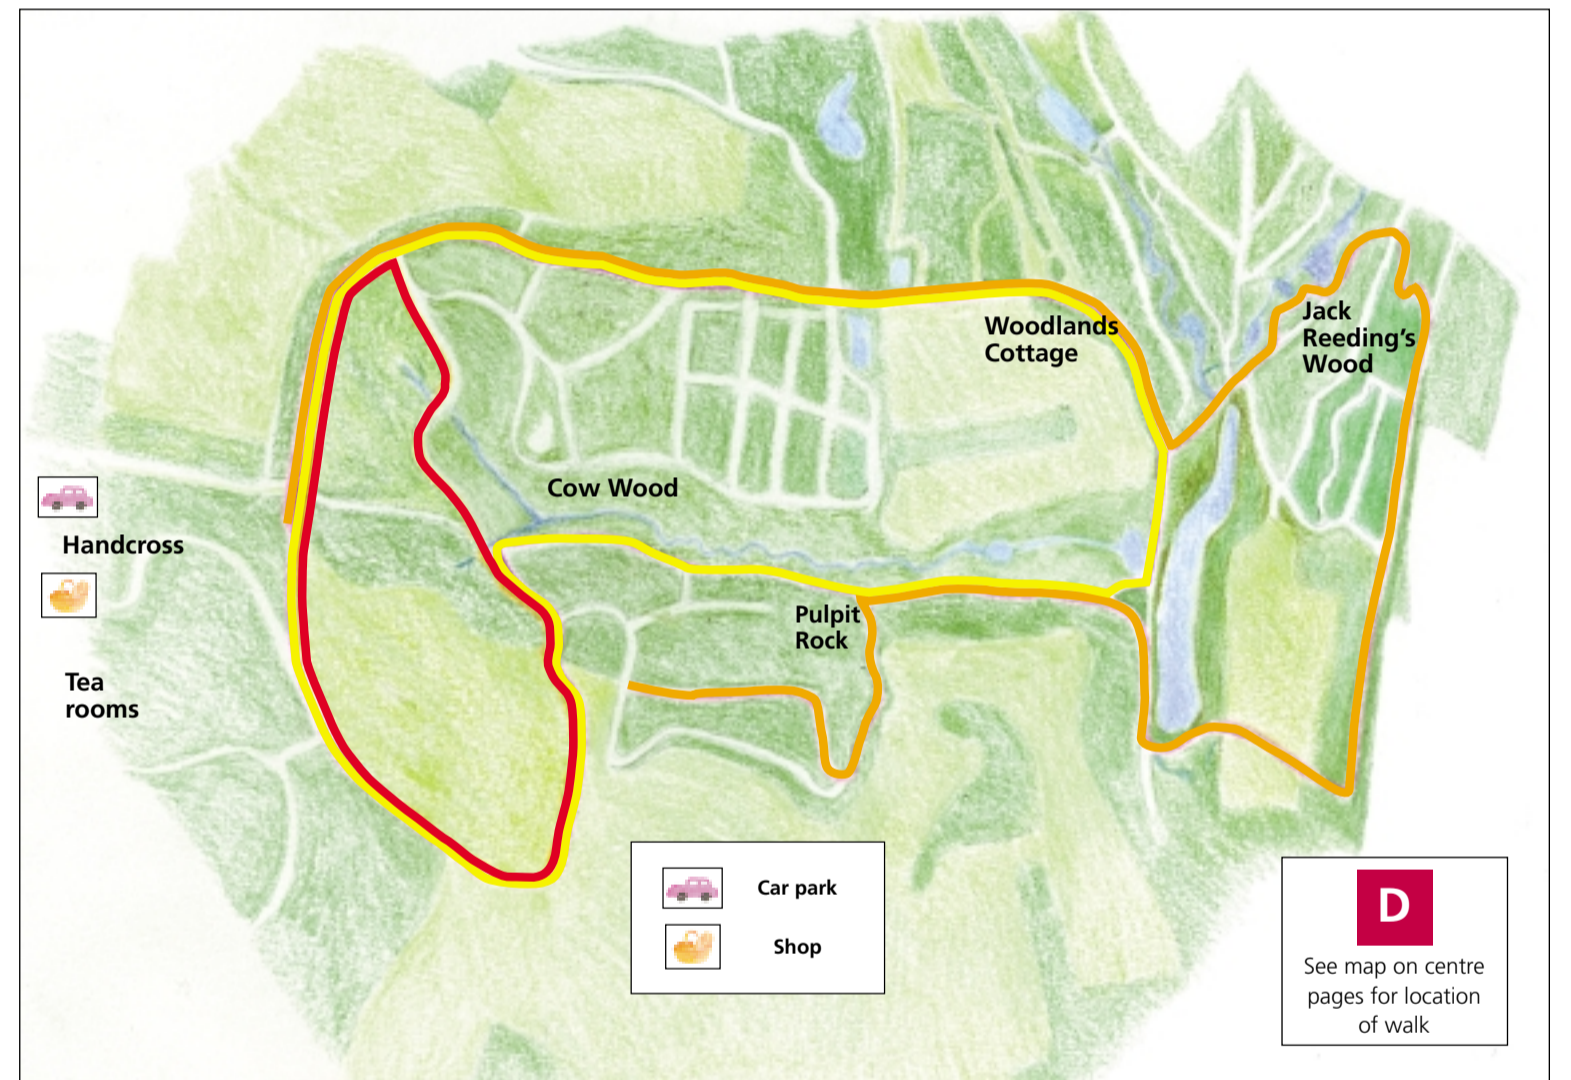 Woodlands
Cottage
Jack
Reeding’s
Wood
Cow Wood
Handcross
Pulpit
Rock
Tea
rooms
Car park
Shop
D
See map on centre
pages for location
of walk